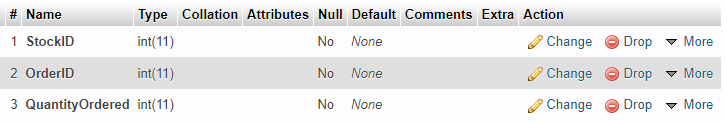 # Name Type Collation Attributes Null Default Comments Extra Action
1 StockID int(11) No None Change Drop More
2 OrderID int(11) No None Change Drop More
3 QuantityOrdered int(11) No None Change Drop More